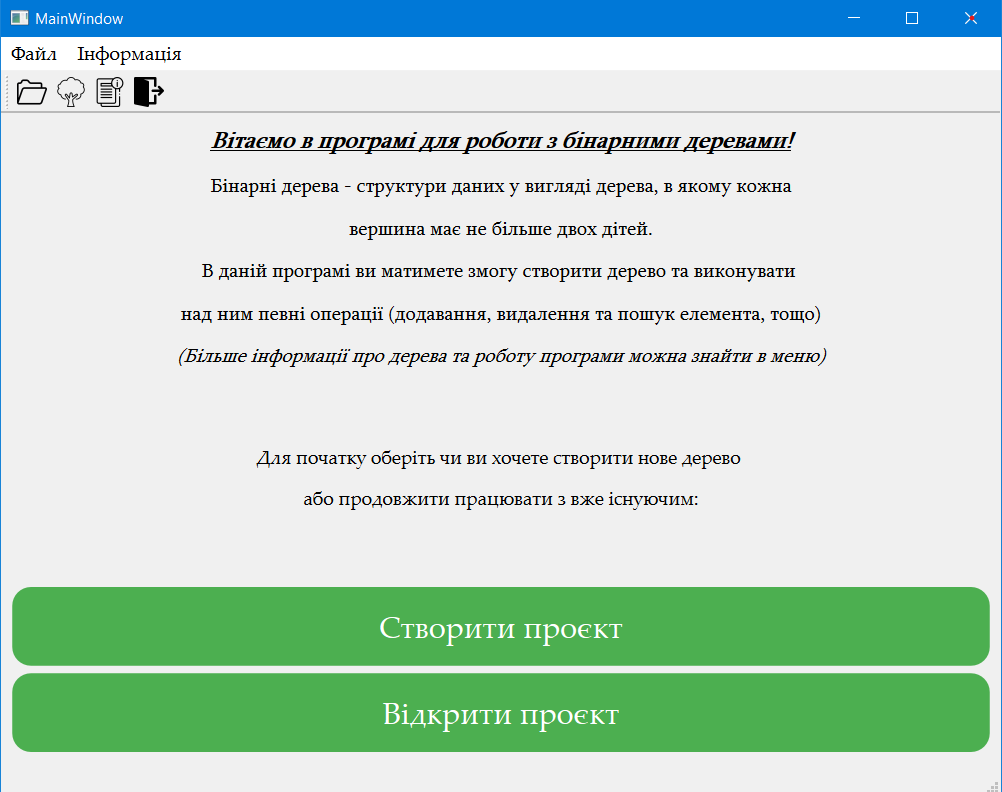 MainWindow
Файл Інформація
Вітаємо в програмі для роботи з бінарними деревами!
Бінарні дерева - структури даних у вигляді дерева, в якому кожна
вершина має не більше двох дітей.
В даній програмі ви матимете змогу створити дерево та виконувати
над ним певні операції (додавання, видалення та пошук елемента, тощо)
(Більше інформації про дерева та роботу програми можна знайти в меню)
Для початку оберіть чи ви хочете створити нове дерево
або продовжити працювати з вже існуючим:
Створити проєкт
Відкрити проєкт